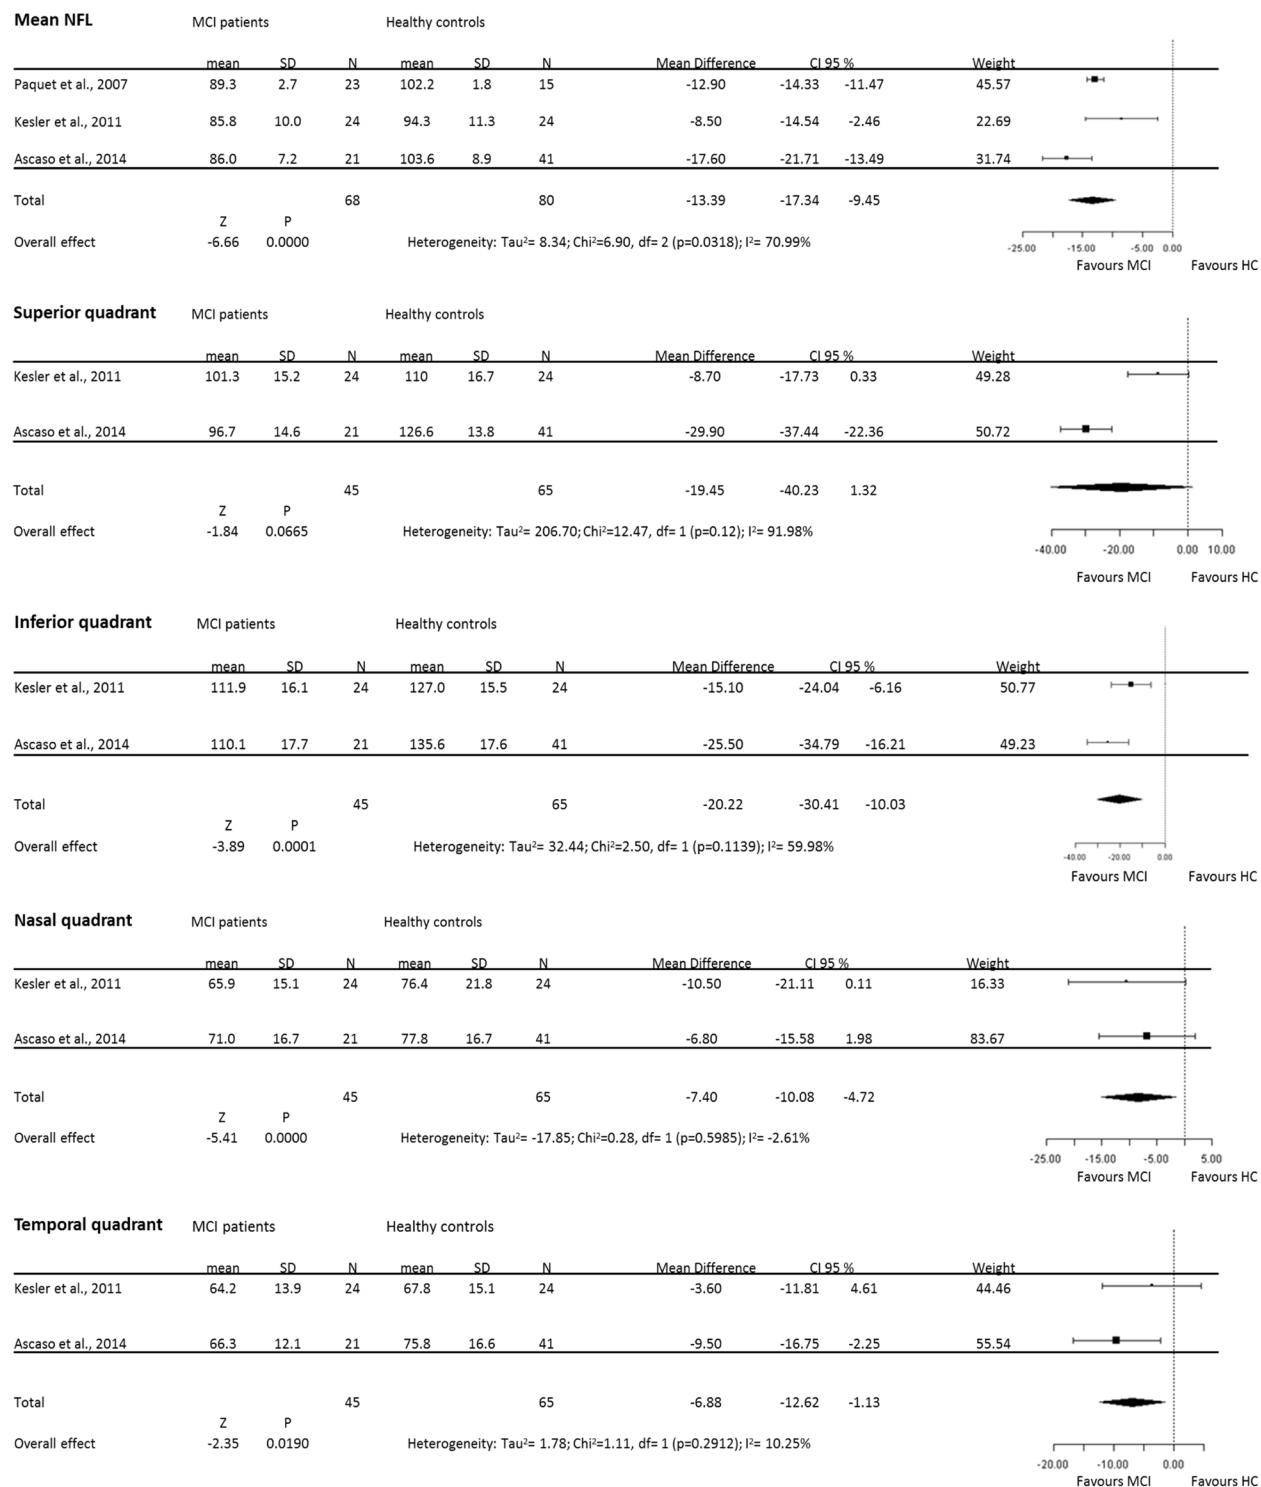 Mean NFL MCI patients Healthy controls
mean SD N mean SD N Mean Difference CI 95 % Weight
Paquet et al., 2007 89.3 2.7 23 102.2 1.8 15 -12.90 -14.33 -11.47 45.57
Kesler et al., 2011 85.8 10.0 24 94.3 11.3 24 -8.50 -14.54 -2.46 22.69
Ascaso et al., 2014 86.0 7.2 21 103.6 8.9 41 -17.60 -21.71 -13.49 31.74
Total 68 80 -13.39 -17.34 -9.45
Z P
Overall effect -6.66 0.0000 Heterogeneity: Tau²= 8.34; Chi²=6.90, df= 2 (p=0.0318); I²= 70.99%
-25.00 -15.00 -5.00 0.00
Favours MCI Favours HC
Superior quadrant MCI patients Healthy controls
mean SD N mean SD N Mean Difference CI 95 % Weight
Kesler et al., 2011 101.3 15.2 24 110 16.7 24 -8.70 -17.73 0.33 49.28
Ascaso et al., 2014 96.7 14.6 21 126.6 13.8 41 -29.90 -37.44 -22.36 50.72
Total 45 65 -19.45 -40.23 1.32
Z P
Overall effect -1.84 0.0665 Heterogeneity: Tau²= 206.70; Chi²=12.47, df= 1 (p=0.12); I²= 91.98%
-40.00 -20.00 0.00 10.00
Favours MCI Favours HC
Inferior quadrant MCI patients Healthy controls
mean SD N mean SD N Mean Difference CI 95 % Weight
Kesler et al., 2011 111.9 16.1 24 127.0 15.5 24 -15.10 -24.04 -6.16 50.77
Ascaso et al., 2014 110.1 17.7 21 135.6 17.6 41 -25.50 -34.79 -16.21 49.23
Total 45 65 -20.22 -30.41 -10.03
Z P
Overall effect -3.89 0.0001 Heterogeneity: Tau²= 32.44; Chi²=2.50, df= 1 (p=0.1139); I²= 59.98%
-40.00 -20.00 0.00
Favours MCI Favours HC
Nasal quadrant MCI patients Healthy controls
mean SD N mean SD N Mean Difference CI 95 % Weight
Kesler et al., 2011 65.9 15.1 24 76.4 21.8 24 -10.50 -21.11 0.11 16.33
Ascaso et al., 2014 71.0 16.7 21 77.8 16.7 41 -6.80 -15.58 1.98 83.67
Total 45 65 -7.40 -10.08 -4.72
Z P
Overall effect -5.41 0.0000 Heterogeneity: Tau²= -17.85; Chi²=0.28, df= 1 (p=0.5985); I²= -2.61%
-25.00 -15.00 -5.00 5.00
Favours MCI Favours HC
Temporal quadrant MCI patients Healthy controls
mean SD N mean SD N Mean Difference CI 95 % Weight
Kesler et al., 2011 64.2 13.9 24 67.8 15.1 24 -3.60 -11.81 4.61 44.46
Ascaso et al., 2014 66.3 12.1 21 75.8 16.6 41 -9.50 -16.75 -2.25 55.54
Total 45 65 -6.88 -12.62 -1.13
Z P
Overall effect -2.35 0.0190 Heterogeneity: Tau²= 1.78; Chi²=1.11, df= 1 (p=0.2912); I²= 10.25%
-20.00 -10.00 0.00
Favours MCI Favours HC